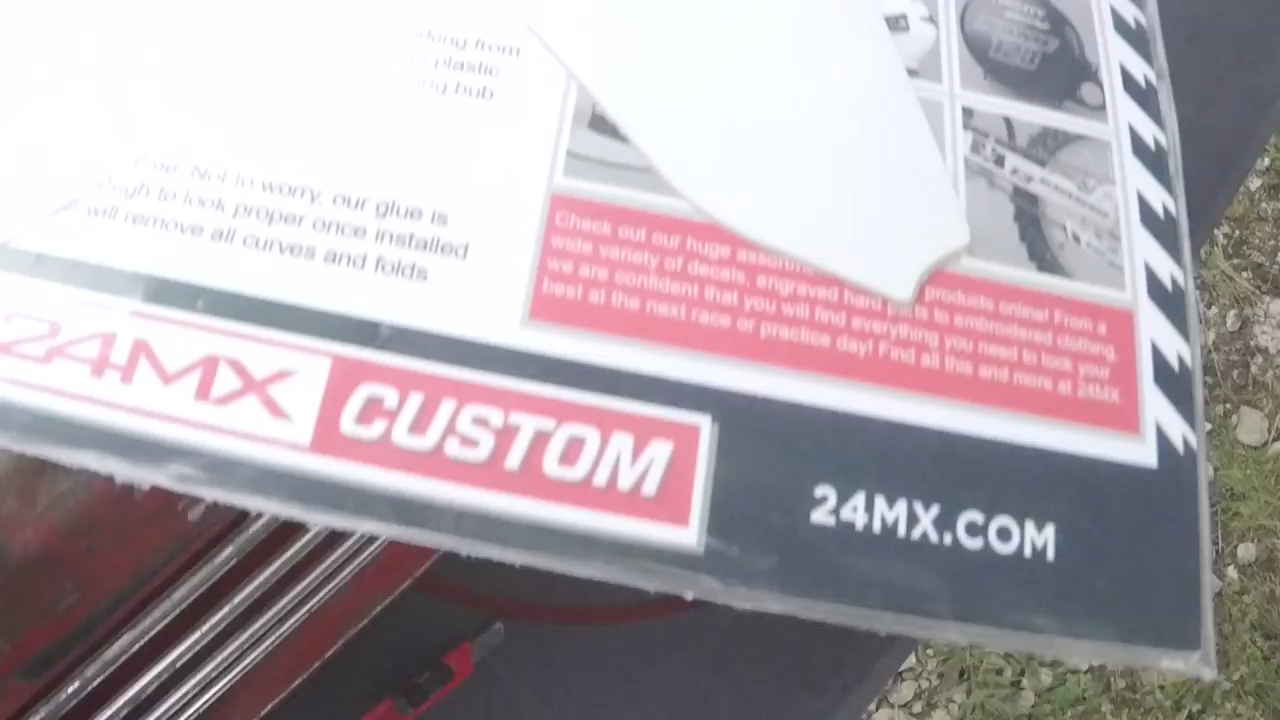 king from
plastic
ing bub-
time. Not to worry, our glue is
to look proper once installed
will remove all curves and folds
Check out our huge products online! From a
wide variety of decals, engraved hard parts to embroidered clothing,
we are confident that you will find everything you need to look your
best at the next race or practice day! Find all this and more at 24MX.
24MX CUSTOM
24MX.COM